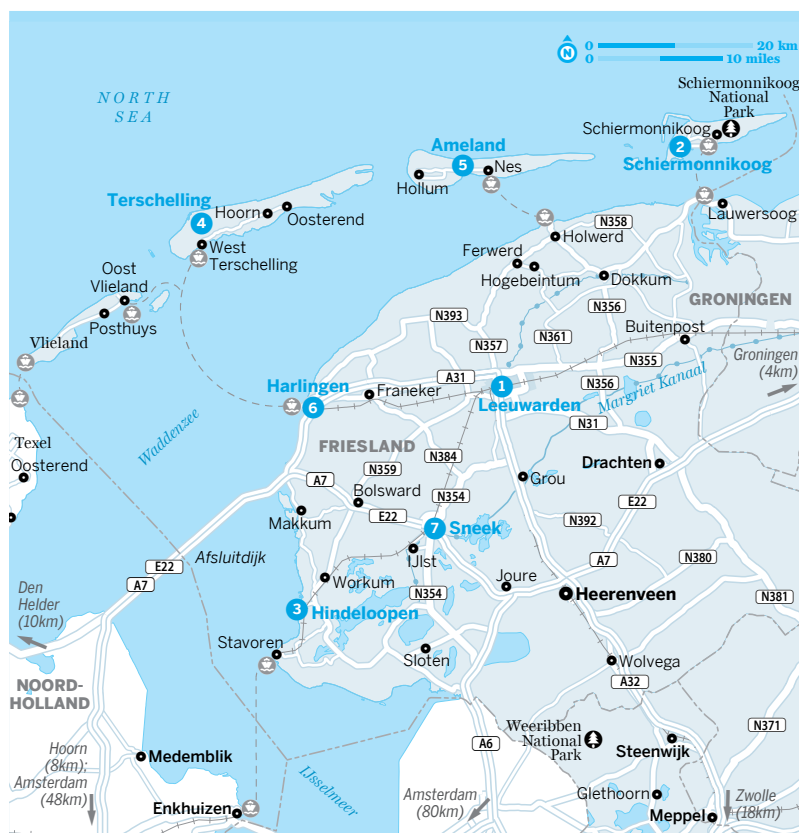 N
0
20 km
0
10 miles
NORTH
SEA
Schiermonnikoog
National
Park
Schiermonnikoog
2
Schiermonnikoog
Ameland
5
Nes
Hollum
Terschelling
4
Hoorn
Oosterend
West
Terschelling
Lauwersoog
N358
Holwerd
Ferwerd
Hogebeintum
Dokkum
Oost
Vlieland
Posthuys
Vlieland
GRONINGEN
N356
N393
N357
N361
Buitenpost
N355
Groningen
(4km)
A31
1
Leeuwarden
N356
Margriet Kanaal
Harlingen
6
Franeker
N31
Waddenzee
Texel
Oosterend
FRIESLAND
N384
N359
A7
Drachten
Bolsward
N354
Grou
E22
Makkum
E22
7
Sneek
N392
Afsluitdijk
IJlst
A7
N380
E22
A7
Workum
Joure
N354
Heerenveen
N381
Den
Helder
(10km)
3
Hindeloopen
Stavoren
Sloten
Wolvega
A32
NOORD-
HOLLAND
N371
Weeribben
National
Park
A6
Steenwijk
Hoorn
(8km);
Amsterdam
(48km)
Medemblik
IJsselmeer
Amsterdam
(80km)
Glethoorn
Zwolle
(18km)
Enkhuizen
Meppel